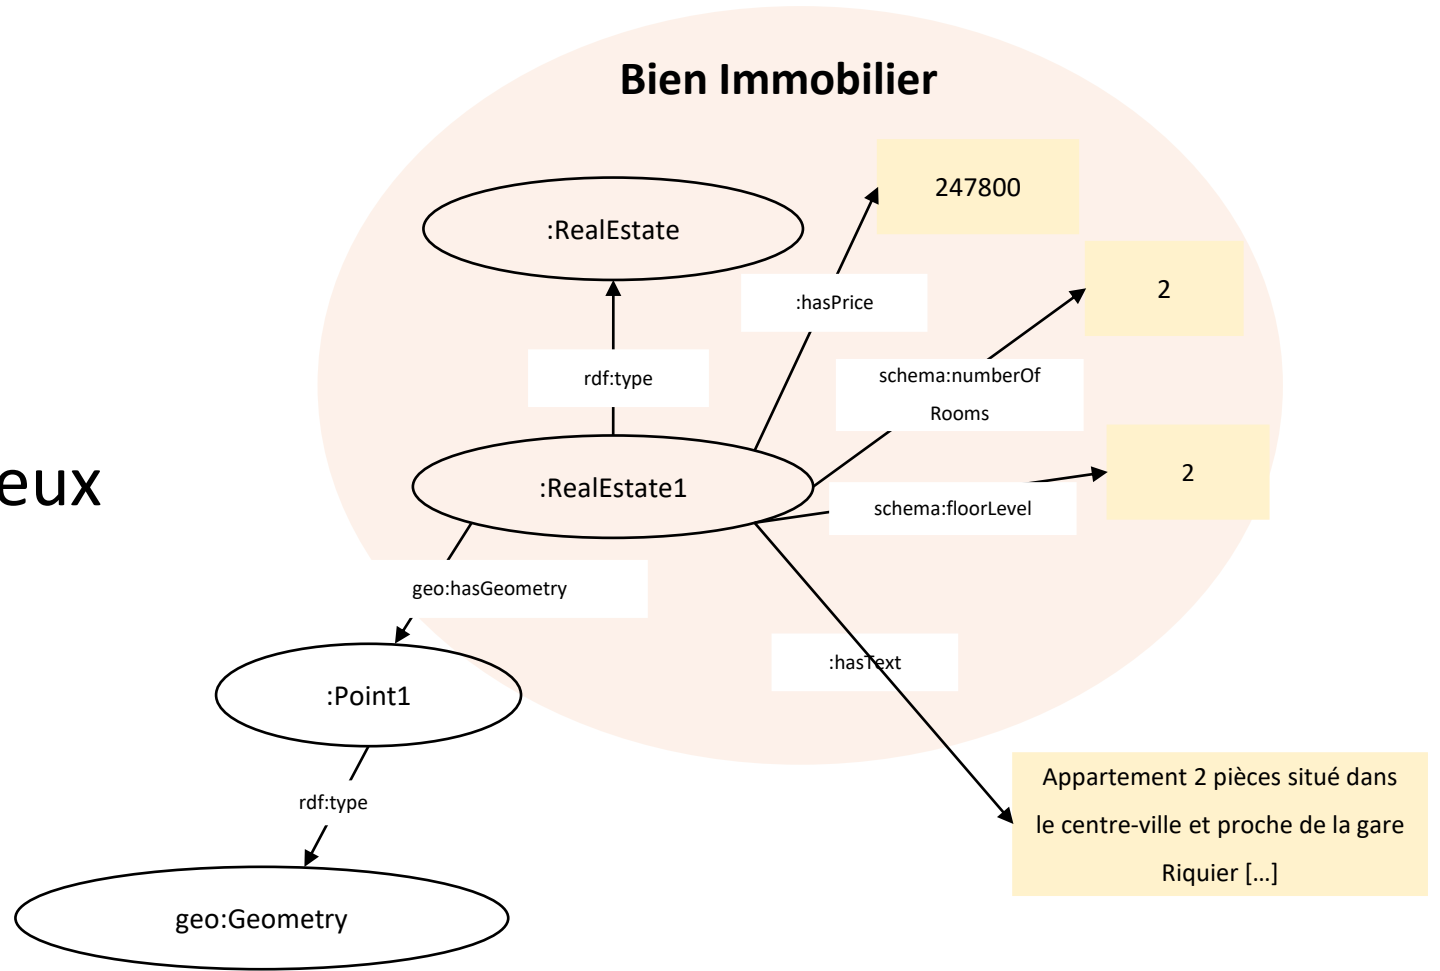 Bien Immobilier
247800
:RealEstate
2
:hasPrice
rdf:type
schema:numberOf
Rooms
eux
:RealEstate1
2
schema:floorLevel
geo:hasGeometry
:hasText
:Point1
Appartement 2 pièces situé dans
le centre-ville et proche de la gare
Riquier [...]
rdf:type
geo:Geometry